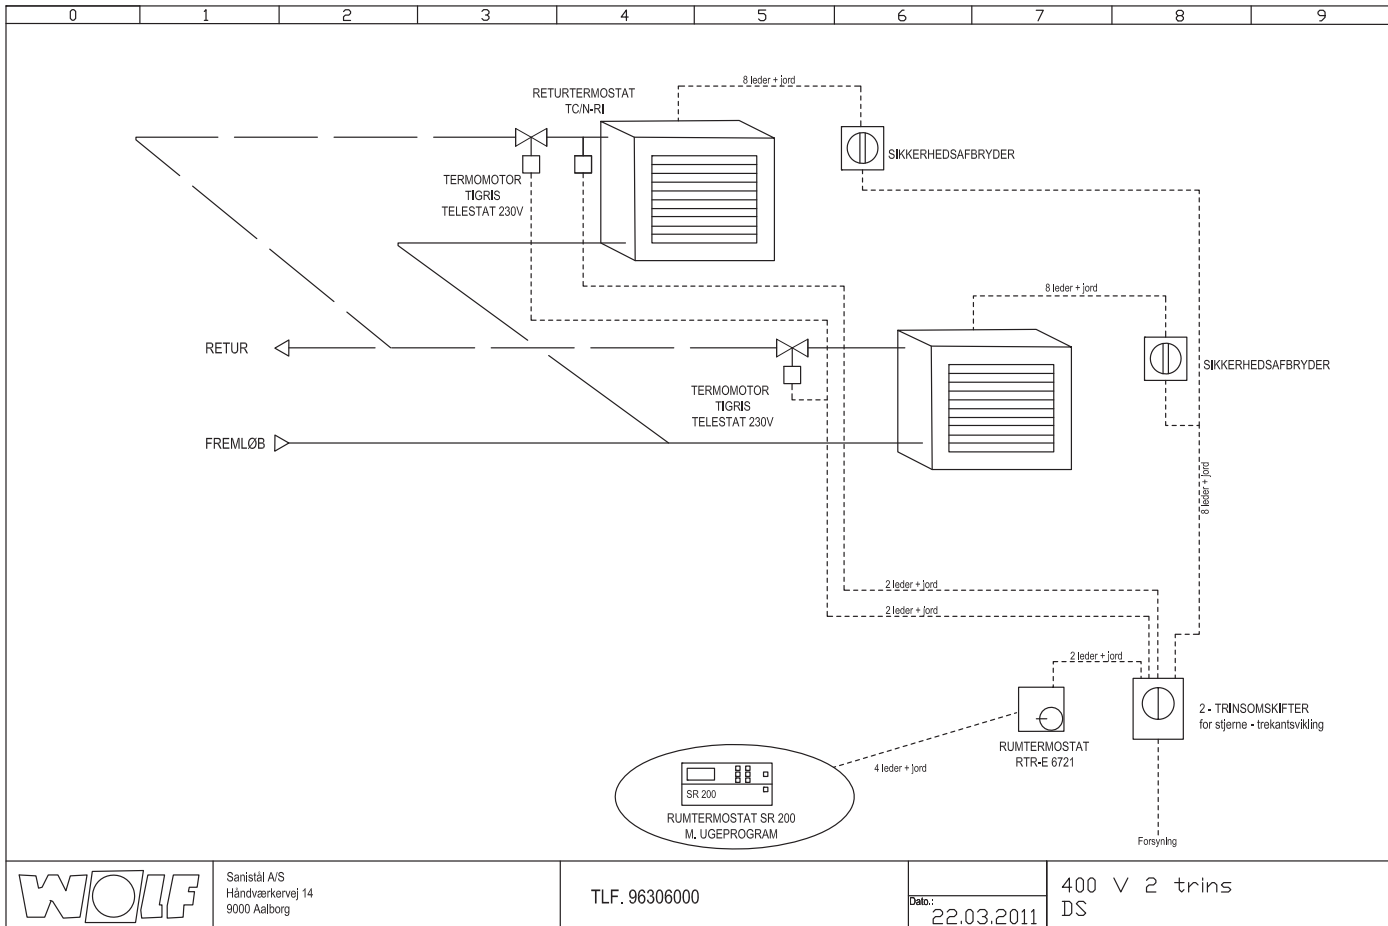 0 1 2 3 4 5 6 7 8 9
8 leder + jord
RETURTERMOSTAT
TC/N-RI
SIKKERHEDSAFBRYDER
TERMOMOTOR
TIGRIS
TELESTAT 230V
8 leder + jord
RETUR
SIKKERHEDSAFBRYDER
TERMOMOTOR
TIGRIS
TELESTAT 230V
FREMLØB
8 leder + jord
2 leder + jord
2 leder + jord
2 leder + jord
2 - TRINSOMSKIFTER
for stjerne - trekantsvikling
RUMTERMOSTAT
RTR-E 6721
4 leder + jord
SR 200
RUMTERMOSTAT SR 200
M. UGEPROGRAM
Forsyning
WOLF
Sanistål A/S
Håndværkervej 14
9000 Aalborg
TLF. 96306000
Dato.:
22.03.2011
400 V 2 trins
DS